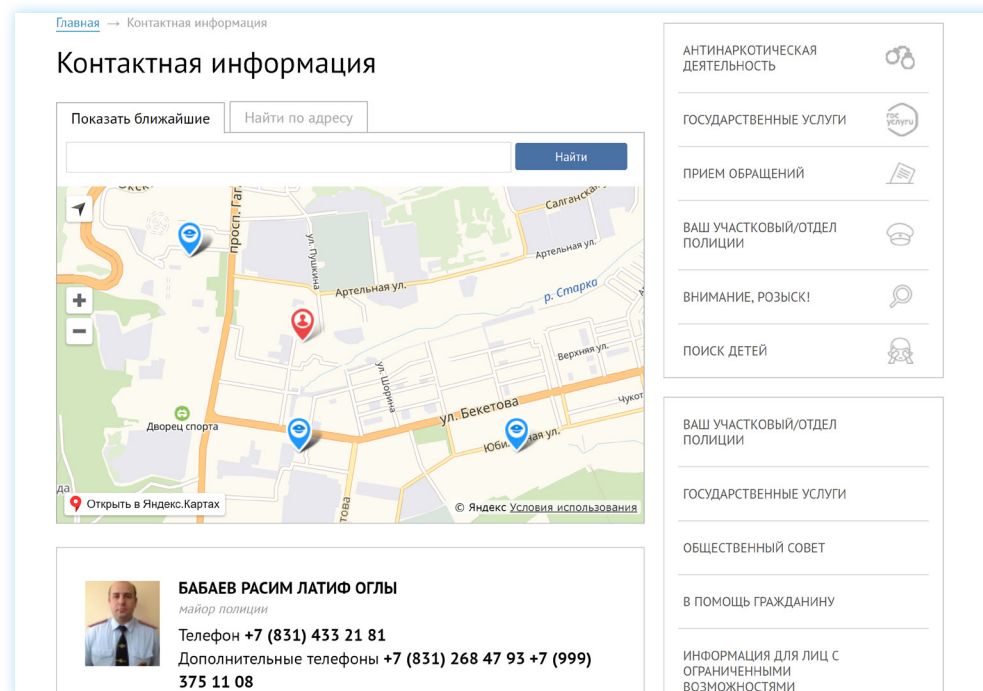 Главная → Контактная информация
Контактная информация
Показать ближайшие
Найти по адресу
Найти
просп. Гаг
Салганская
ул. Пушкина
Артельная ул.
Артельная ул.
р. Старка
Верхняя ул.
ул. Шорина
ул. Бекетова
Чукот
Дворец спорта
Открыть в Яндекс.Картах
© Яндекс Условия использования
БАБАЕВ РАСИМ ЛАТИФ ОГЛЫ
майор полиции
Телефон +7 (831) 433 21 81
Дополнительные телефоны +7 (831) 268 47 93 +7 (999)
375 11 08
АНТИНАРКОТИЧЕСКАЯ
ДЕЯТЕЛЬНОСТЬ
ГОСУДАРСТВЕННЫЕ УСЛУГИ
гос
услуги
ПРИЕМ ОБРАЩЕНИЙ
ВАШ УЧАСТКОВЫЙ/ОТДЕЛ
ПОЛИЦИИ
ВНИМАНИЕ, РОЗЫСК!
ПОИСК ДЕТЕЙ
ВАШ УЧАСТКОВЫЙ/ОТДЕЛ
ПОЛИЦИИ
ГОСУДАРСТВЕННЫЕ УСЛУГИ
ОБЩЕСТВЕННЫЙ СОВЕТ
В ПОМОЩЬ ГРАЖДАНИНУ
ИНФОРМАЦИЯ ДЛЯ ЛИЦ С
ОГРАНИЧЕННЫМИ
ВОЗМОЖНОСТЯМИ